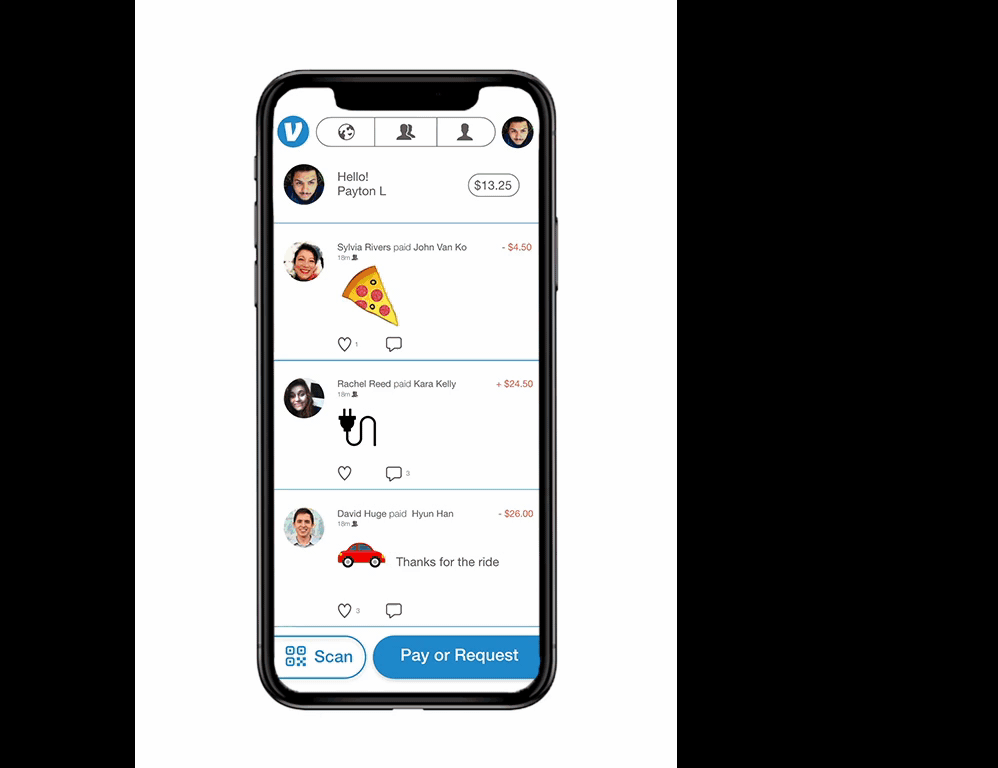 V
Hello!
Payton L
$13.25
Sylvia Rivers paid John Van Ko
- $4.50
18m
1
Rachel Reed paid Kara Kelly
+ $24.50
18m
3
David Huge paid Hyun Han
- $26.00
18m
Thanks for the ride
3
Scan
Pay or Request